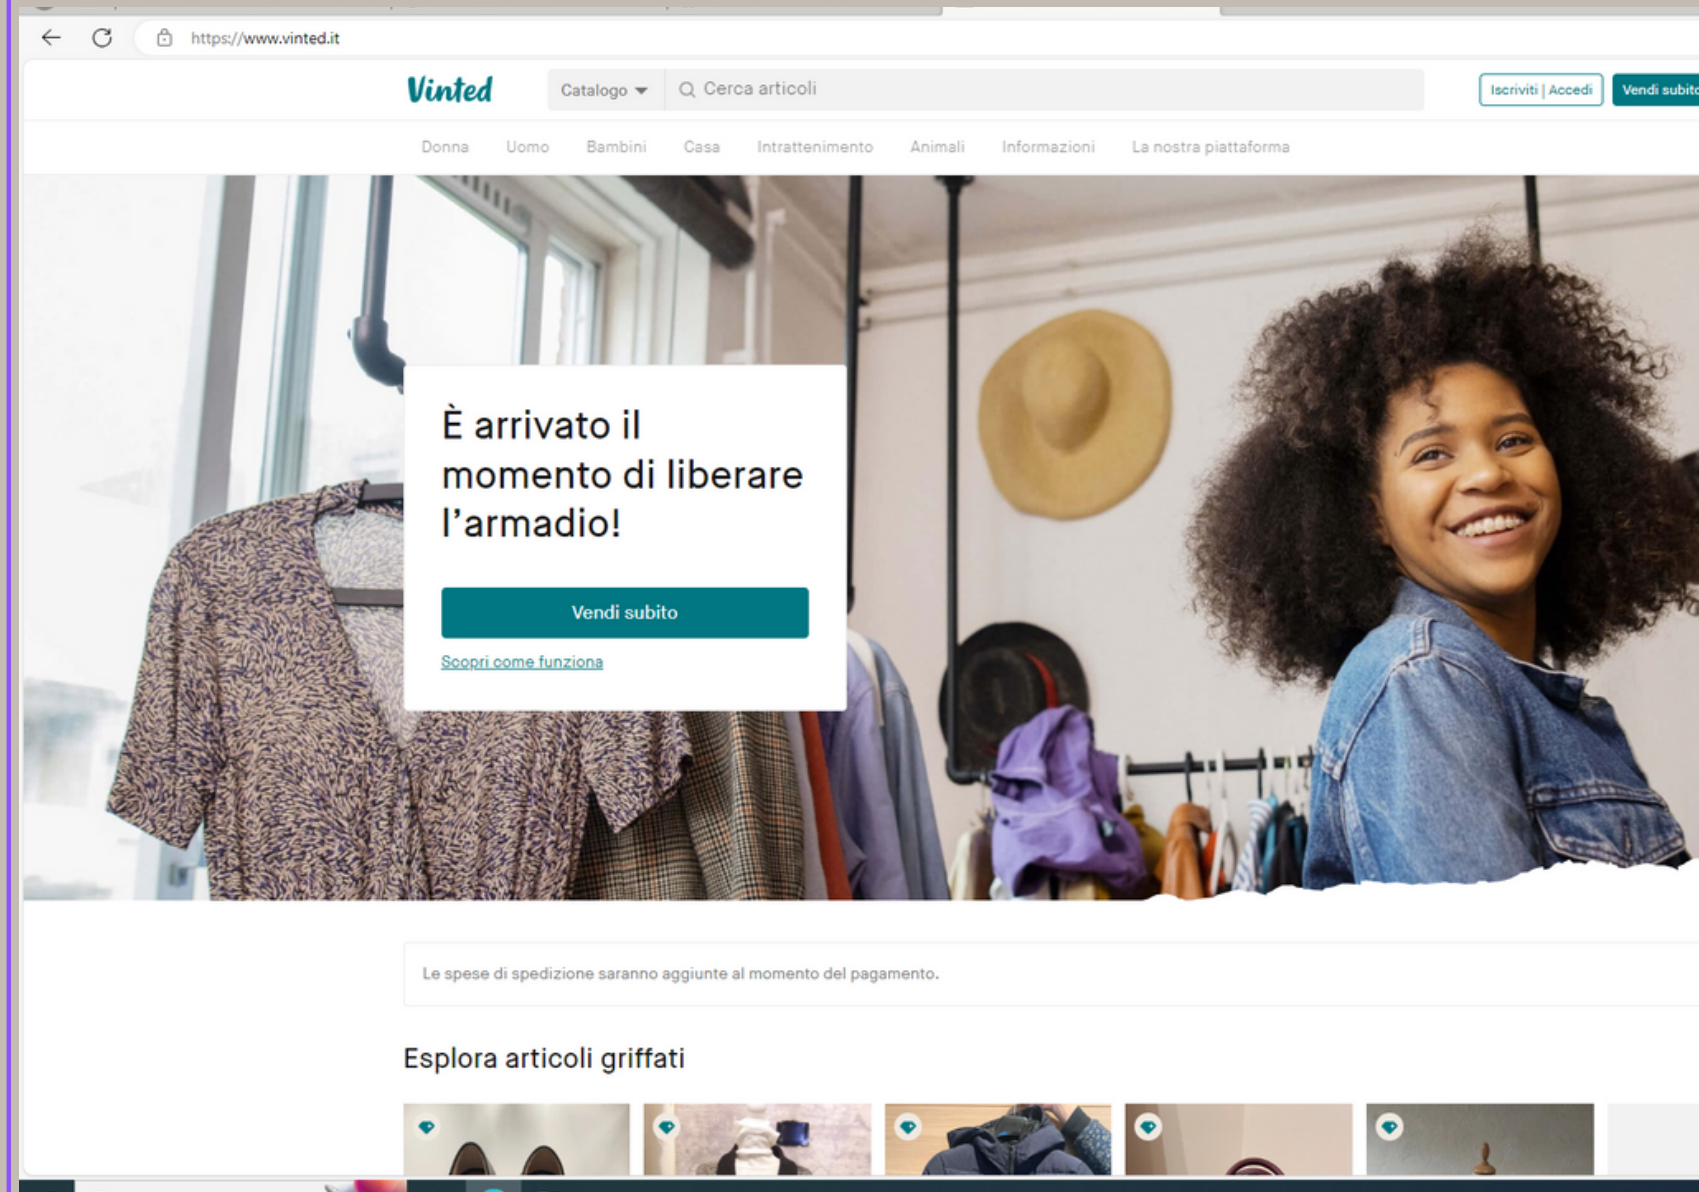 https://www.vinted.it
Vinted
Catalogo
Cerca articoli
Iscriviti | Accedi
Vendi subito
Donna Uomo Bambini Casa Intrattenimento Animali Informazioni La nostra piattaforma
È arrivato il
momento di liberare
l’armadio!
Vendi subito
Scopri come funziona
Le spese di spedizione saranno aggiunte al momento del pagamento.
Esplora articoli griffati